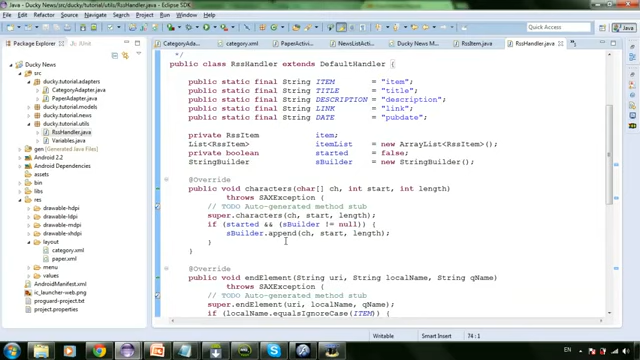 Java - Ducky News/src/ducky/tutorial/utils/RssHandler.java - Eclipse SDK
File Edit Source Refactor Navigate Search Project Run Window Help
Quick Access
Java
Package Explorer
CategoryAda...
category.xml
PaperActivi...
NewsListActi...
Ducky News M...
RssItem.java
RssHandler.java
Ducky News
src
ducky.tutorial.adapters
CategoryAdapter.java
PaperAdapter.java
ducky.tutorial.models
ducky.tutorial.news
ducky.tutorial.utils
RssHandler.java
Variables.java
gen [Generated Java Files]
Android 2.2
Android Dependencies
assets
bin
libs
res
drawable-hdpi
drawable-ldpi
drawable-mdpi
drawable-xhdpi
layout
category.xml
paper.xml
menu
values
AndroidManifest.xml
ic_launcher-web.png
proguard-project.txt
project.properties
*/
public class RssHandler extends DefaultHandler {
public static final String ITEM = "item";
public static final String TITLE = "title";
public static final String DESCRIPTION = "description";
public static final String LINK = "link";
public static final String DATE = "pubdate";
private RssItem item;
List<RssItem> itemList = new ArrayList<RssItem>();
private boolean started = false;
StringBuilder sBuilder = new StringBuilder();
@Override
public void characters(char[] ch, int start, int length)
throws SAXException {
// TODO Auto-generated method stub
super.characters(ch, start, length);
if (started && (sBuilder != null)) {
sBuilder.append(ch, start, length);
}
}
@Override
public void endElement(String uri, String localName, String qName)
throws SAXException {
// TODO Auto-generated method stub
super.endElement(uri, localName, qName);
if (localName.equalsIgnoreCase(ITEM)) {
Writable
Smart Insert
74 : 1
EN